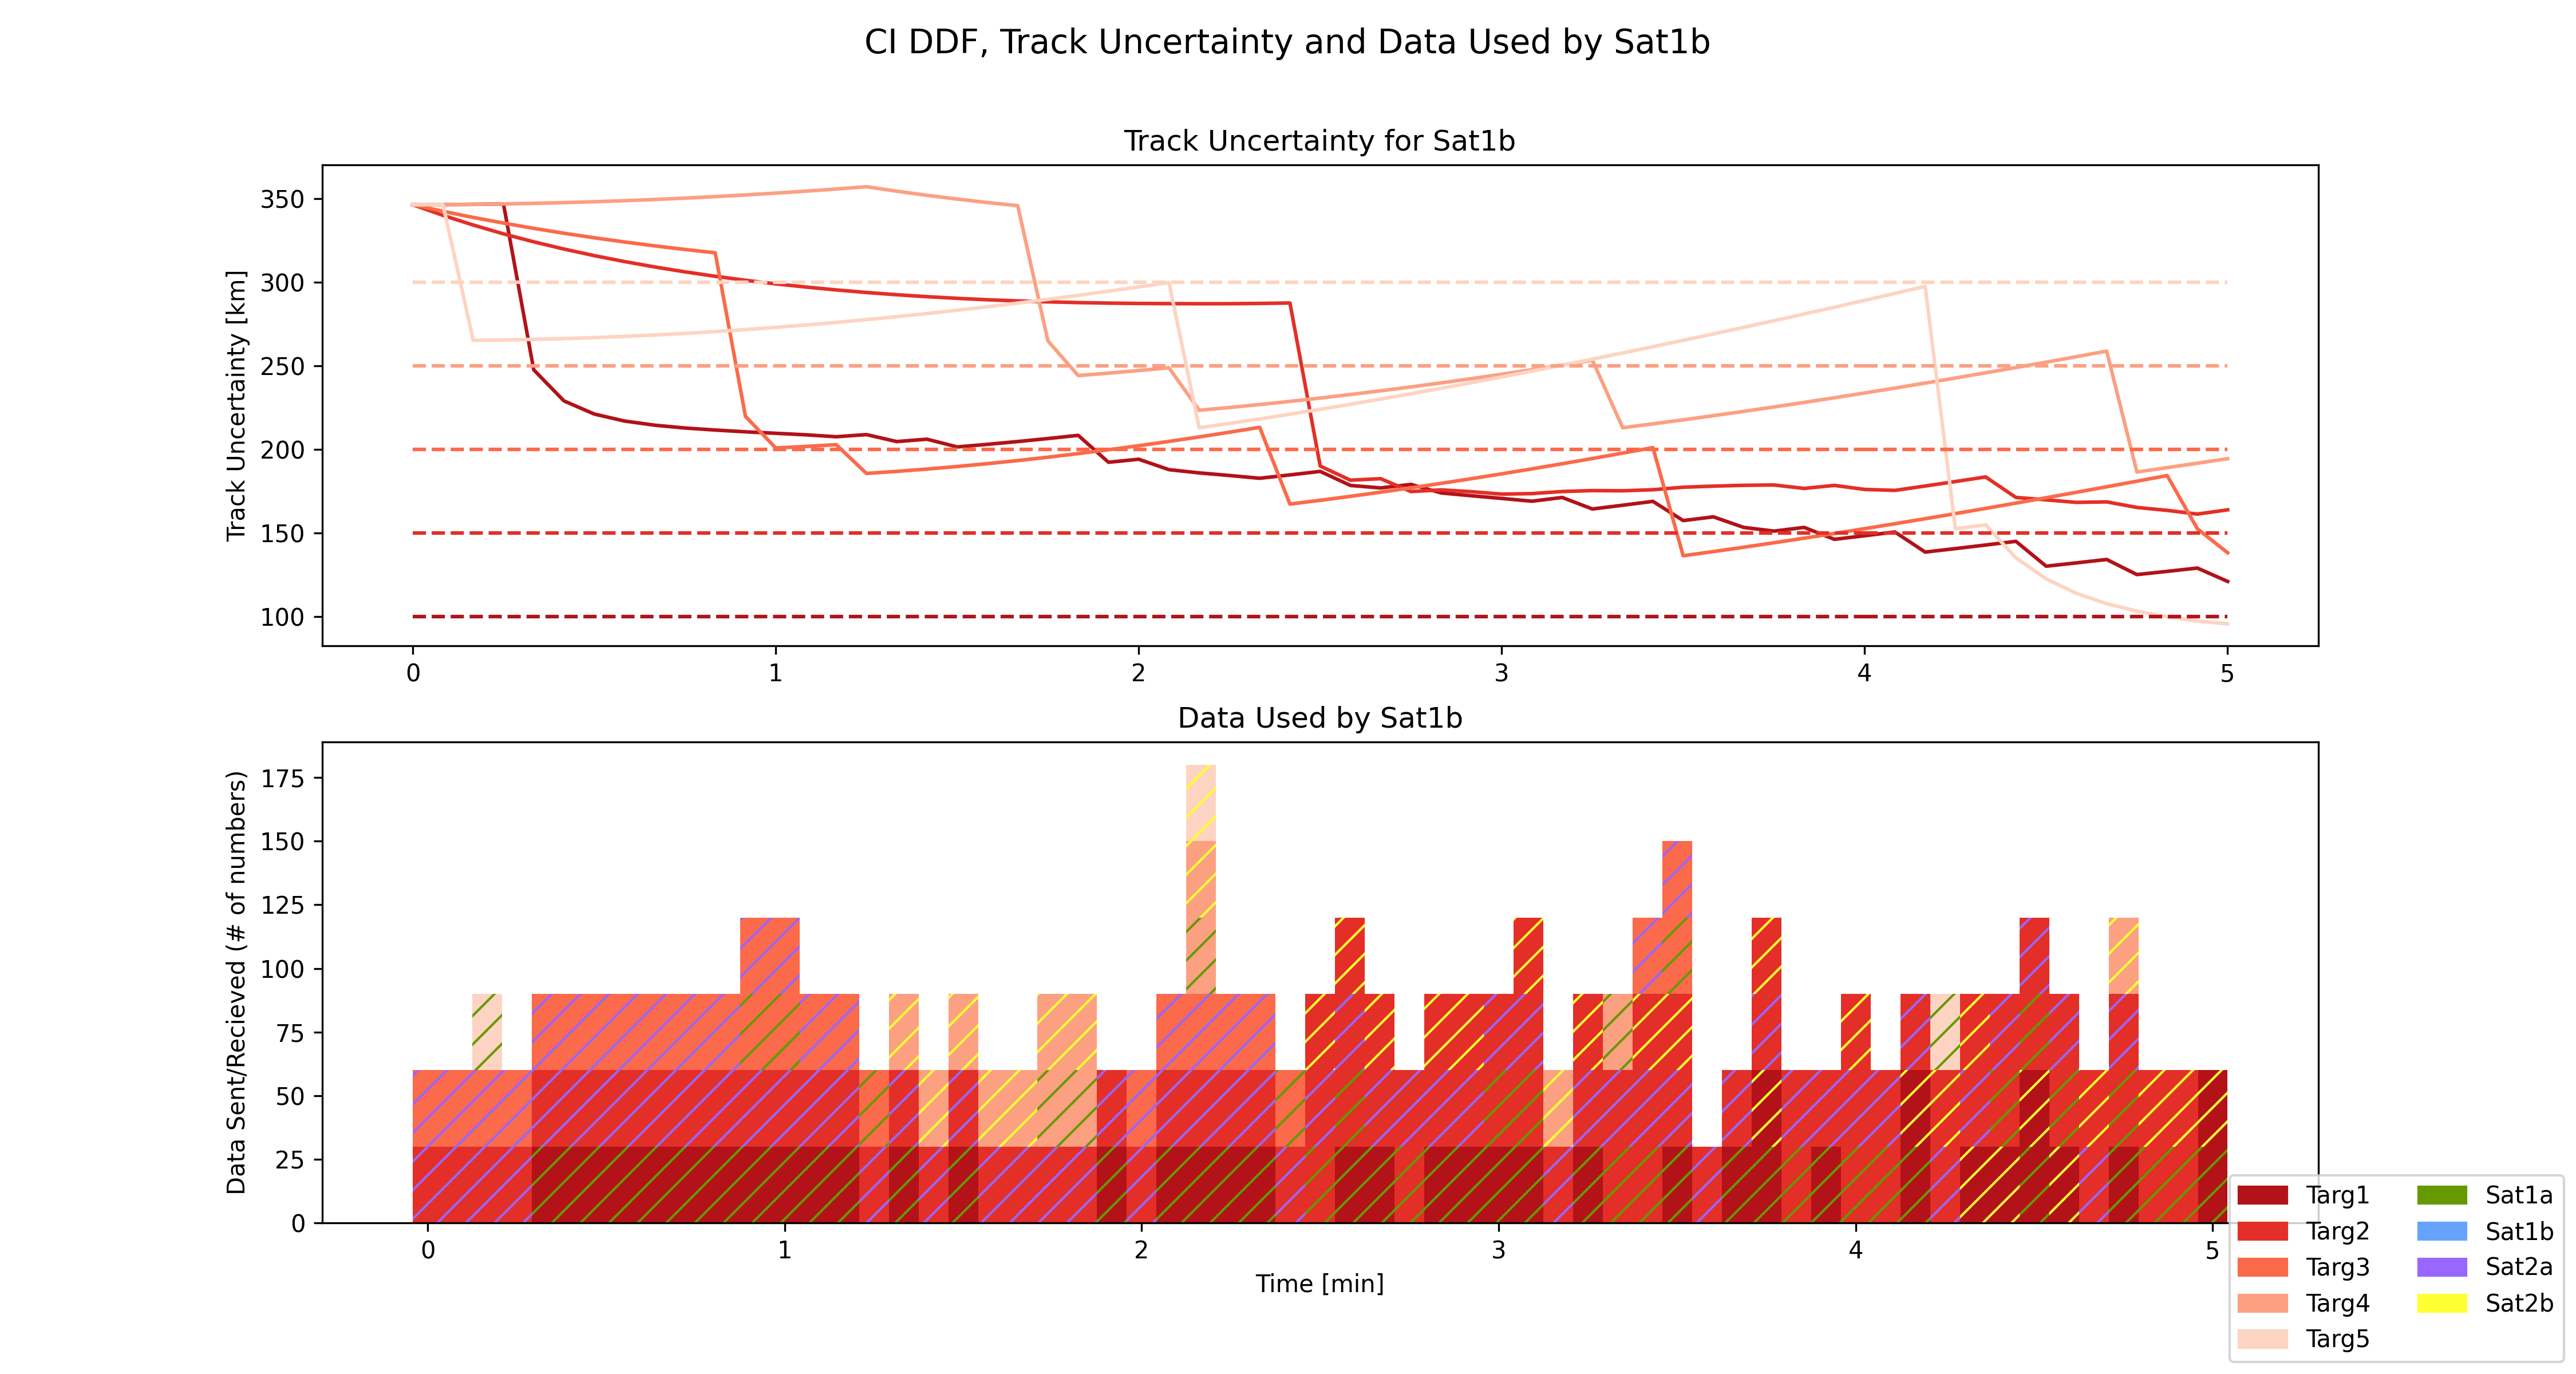 CI DDF, Track Uncertainty and Data Used by Sat1b
Track Uncertainty for Sat1b
Track Uncertainty [km]
350
300
250
200
150
100
0 1 2 3 4 5
Data Used by Sat1b
Data Sent/Recieved (# of numbers)
175
150
125
100
75
50
25
0
0 1 2 3 4 5
Time [min]
Targ1 Sat1a
Targ2 Sat1b
Targ3 Sat2a
Targ4 Sat2b
Targ5